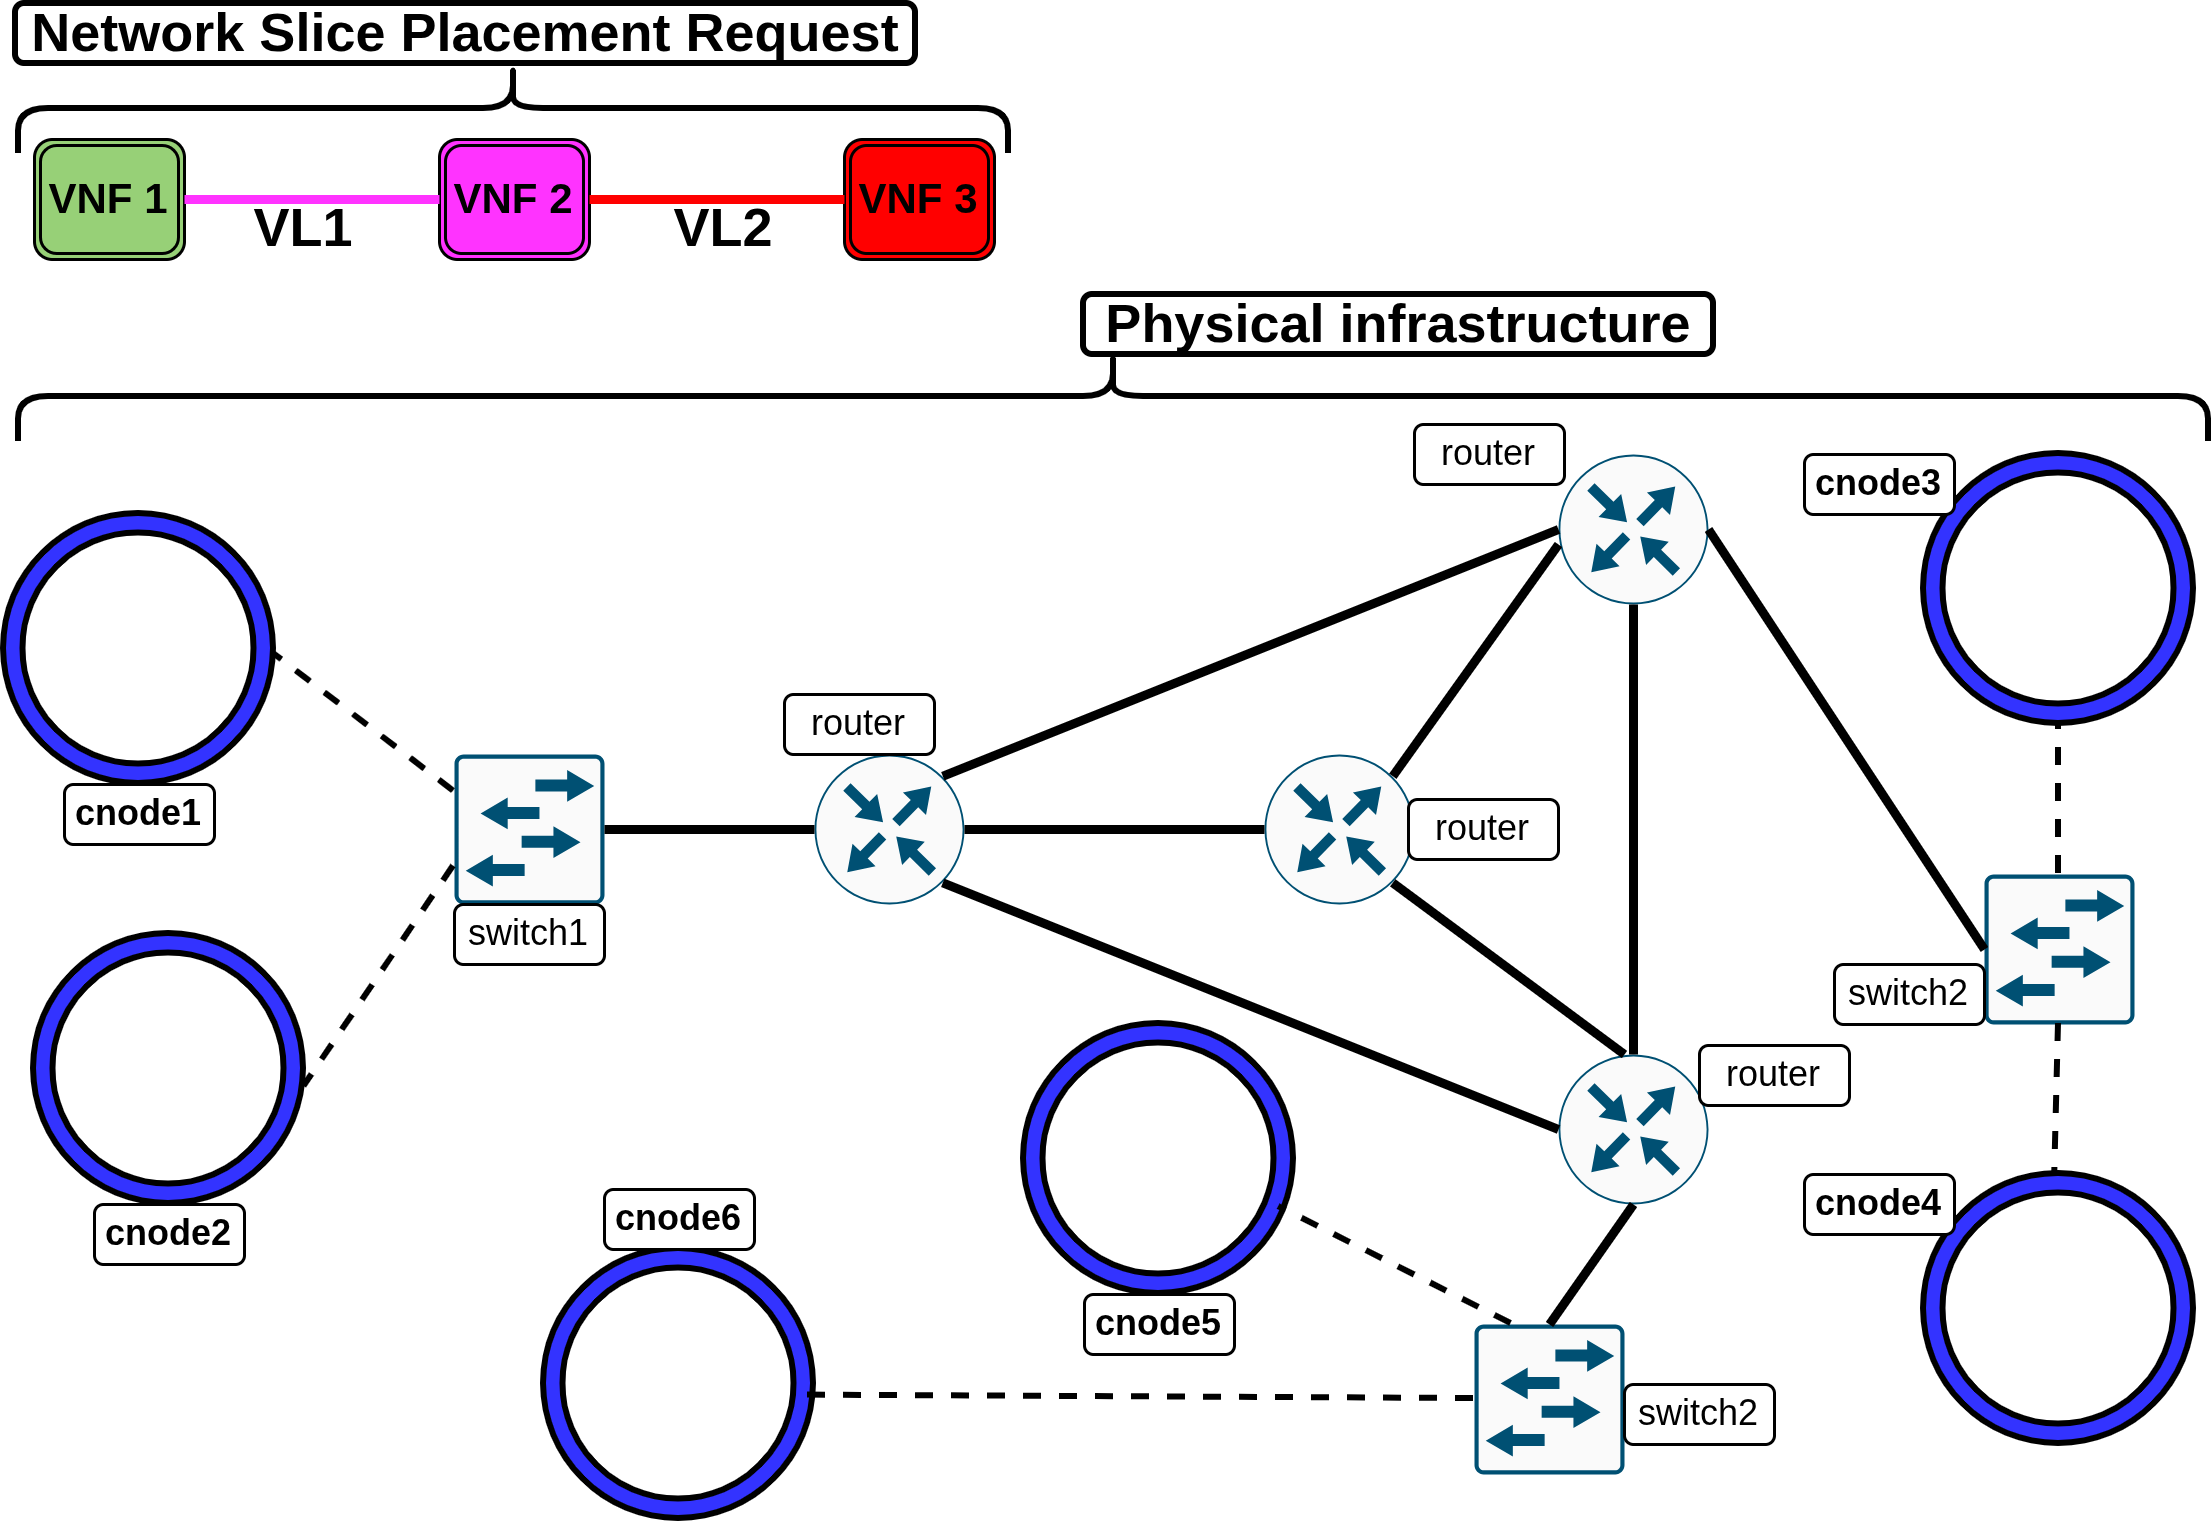 Network Slice Placement Request
VNF 1
VL1
VNF 2
VL2
VNF 3
Physical infrastructure
router
cnode3
router
cnode1
router
switch1
switch2
router
cnode4
cnode6
cnode2
cnode5
switch2